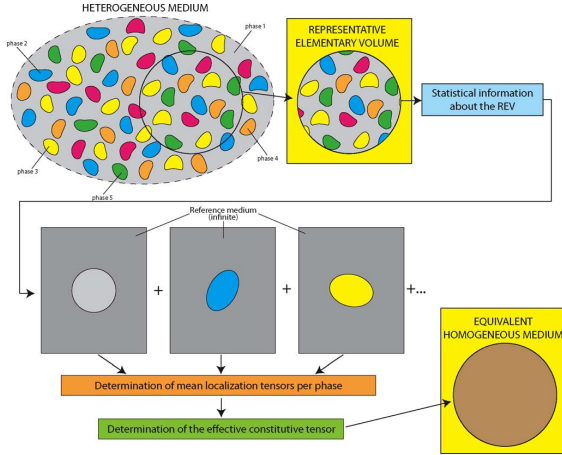 HETEROGENEOUS MEDIUM
phase 1
phase 2
phase 3
phase 4
phase 5
REPRESENTATIVE
ELEMENTARY VOLUME
Statistical information
about the REV
Reference medium
(infinite)
+
+
+...
Determination of mean localization tensors per phase
Determination of the effective constitutive tensor
EQUIVALENT
HOMOGENEOUS MEDIUM